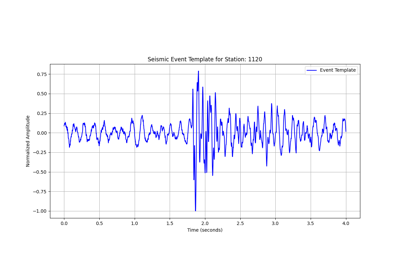 Seismic Event Template for Station: 1120
Event Template
0.75
0.50
0.25
0.00
−0.25
−0.50
−0.75
−1.00
Normalized Amplitude
0.0 0.5 1.0 1.5 2.0 2.5 3.0 3.5 4.0
Time (seconds)